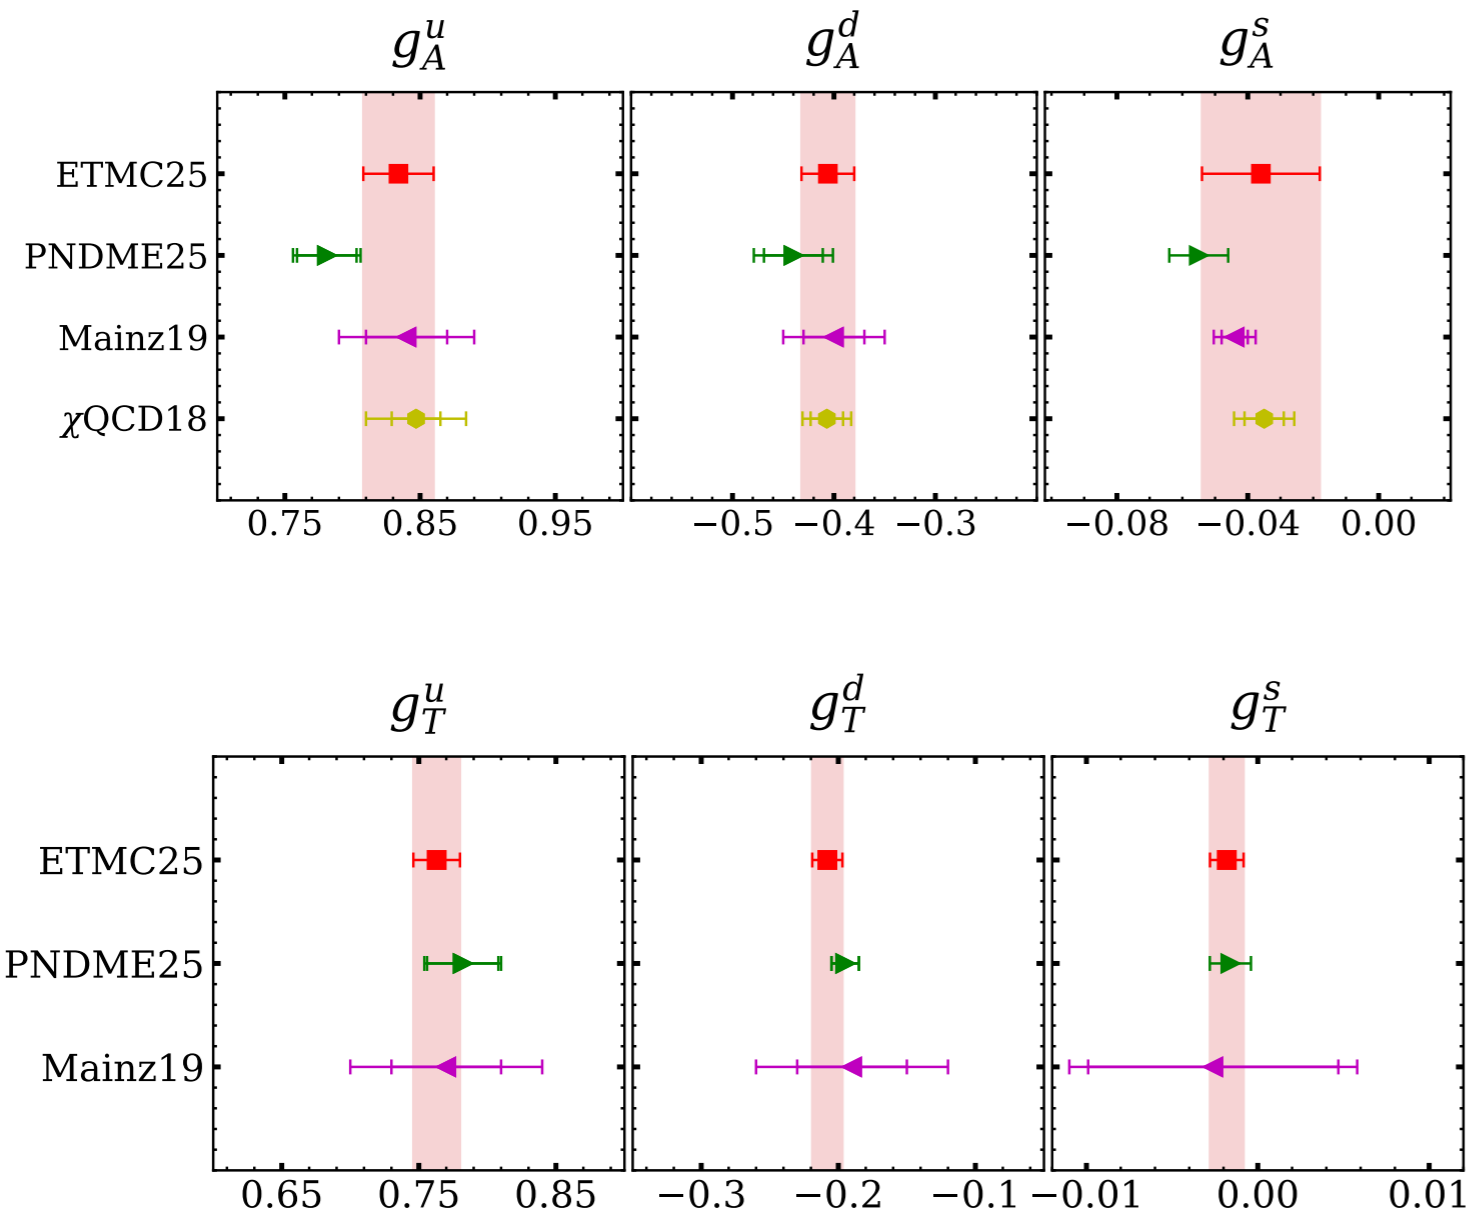 g_A^u g_A^d g_A^s
ETMC25
PNDME25
Mainz19
χQCD18
0.75 0.85 0.95 −0.5 −0.4 −0.3 −0.08 −0.04 0.00
g_T^u g_T^d g_T^s
ETMC25
PNDME25
Mainz19
0.65 0.75 0.85 −0.3 −0.2 −0.1 −0.01 0.00 0.01